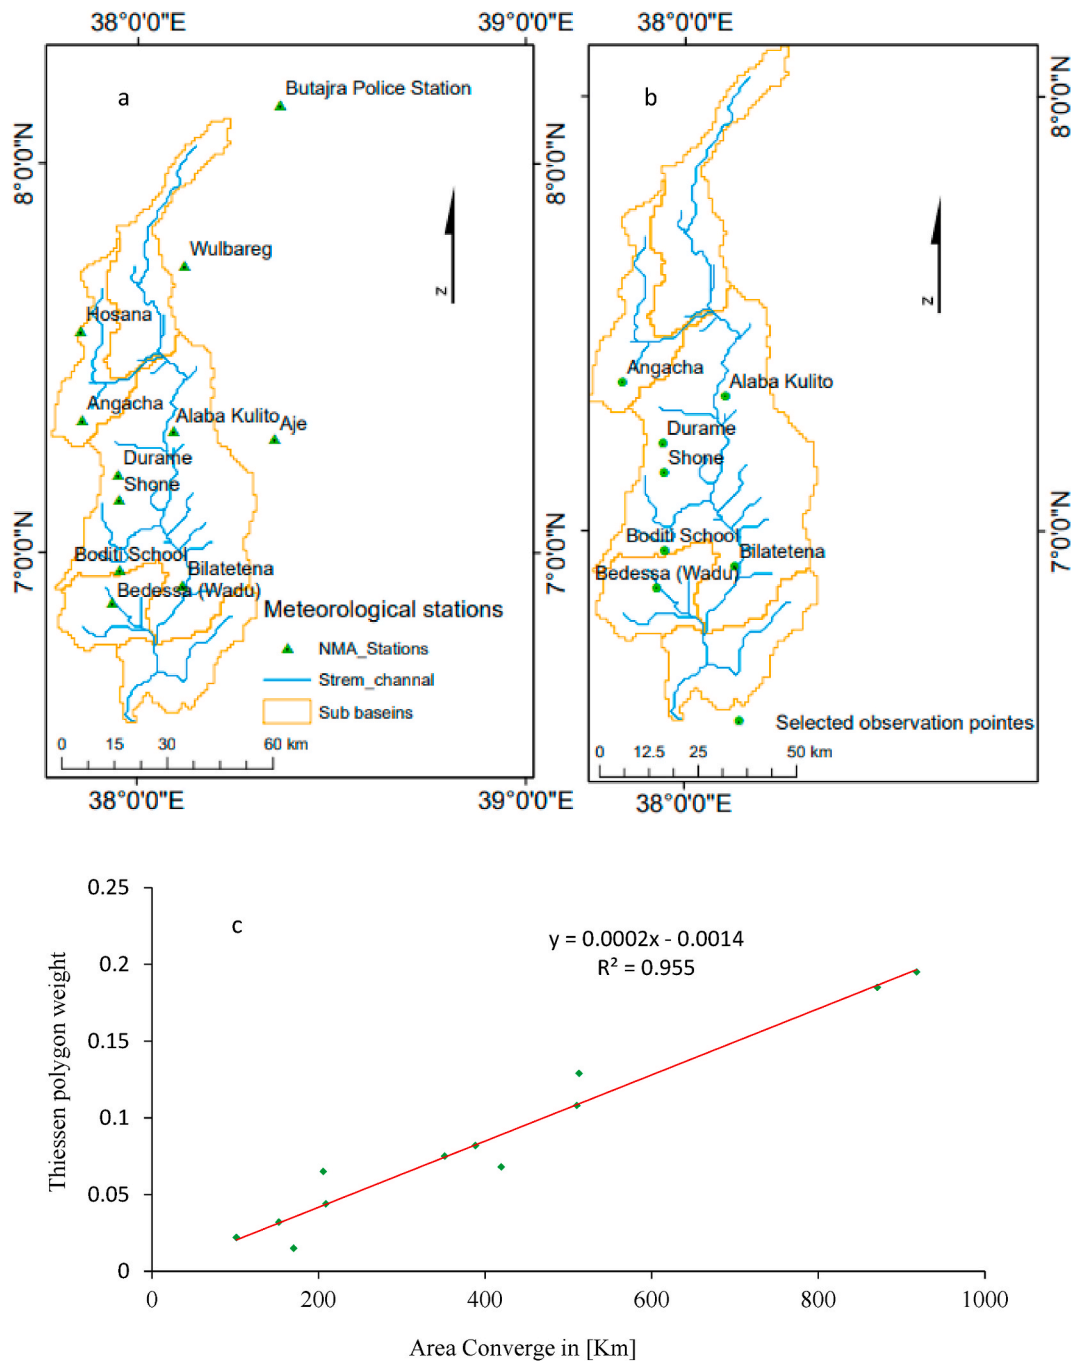 38°0'0"E
39°0'0"E
38°0'0"E
a
Butajra Police Station
8°0'0"N
Wulbareg
Hosana
z
Angacha
Alaba Kulito
Aje
Durame
Shone
7°0'0"N
Boditi School
Bilatetena
Bedessa (Wadu)
Meteorological stations
NMA_Stations
Strem_channal
Sub baseins
0 15 30 60 km
38°0'0"E
39°0'0"E
b
8°0'0"N
8°0'0"N
z
Angacha
Alaba Kulito
Durame
Shone
7°0'0"N
7°0'0"N
Boditi School
Bilatetena
Bedessa (Wadu)
Selected observation pointes
0 12.5 25 50 km
38°0'0"E
c
y = 0.0002x - 0.0014
R² = 0.955
Thiessen polygon weight
0.25
0.2
0.15
0.1
0.05
0
0 200 400 600 800 1000
Area Converge in [Km]